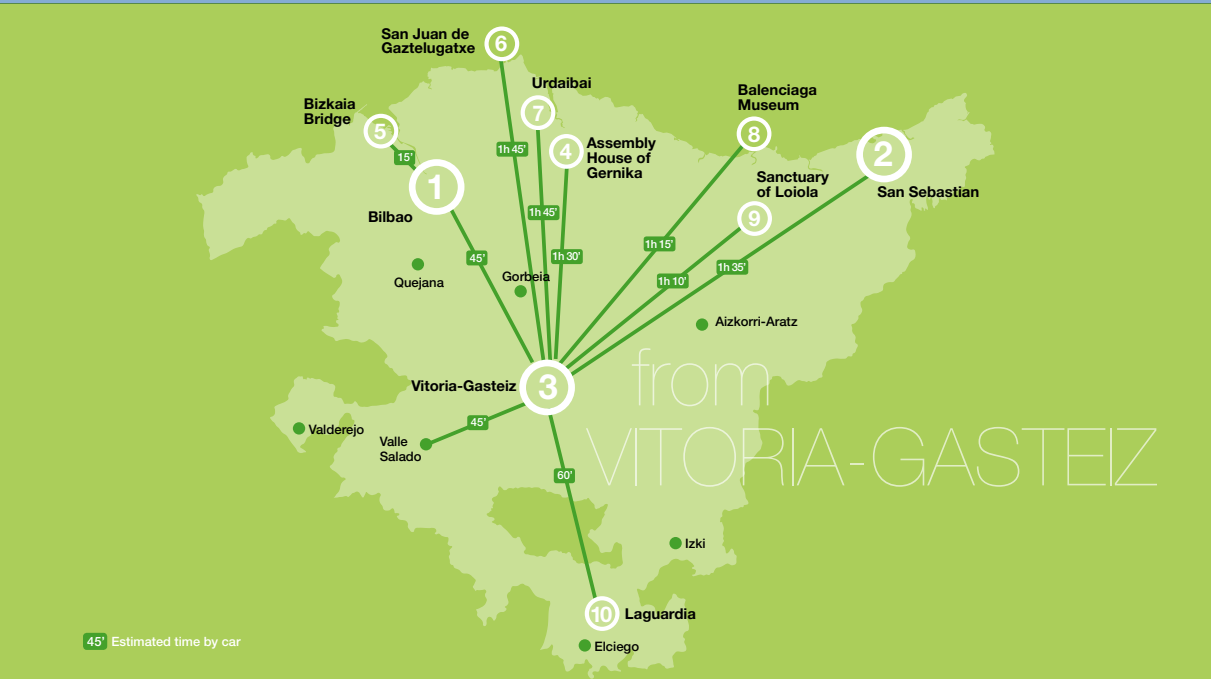 San Juan de
Gaztelugatxe
6
Urdaibai
7
Balenciaga
Museum
8
Bizkaia
Bridge
5
15’
1h 45’
4
Assembly
House of
Gernika
2
San Sebastian
1
Bilbao
Sanctuary
of Loiola
9
1h 45’
45’
1h 30’
1h 15’
1h 10’
1h 35’
Quejana
Gorbeia
Aizkorri-Aratz
Vitoria-Gasteiz
3
from
VITORIA-GASTEIZ
Valderejo
Valle
Salado
45’
60’
Izki
10
Laguardia
Elciego
45’ Estimated time by car